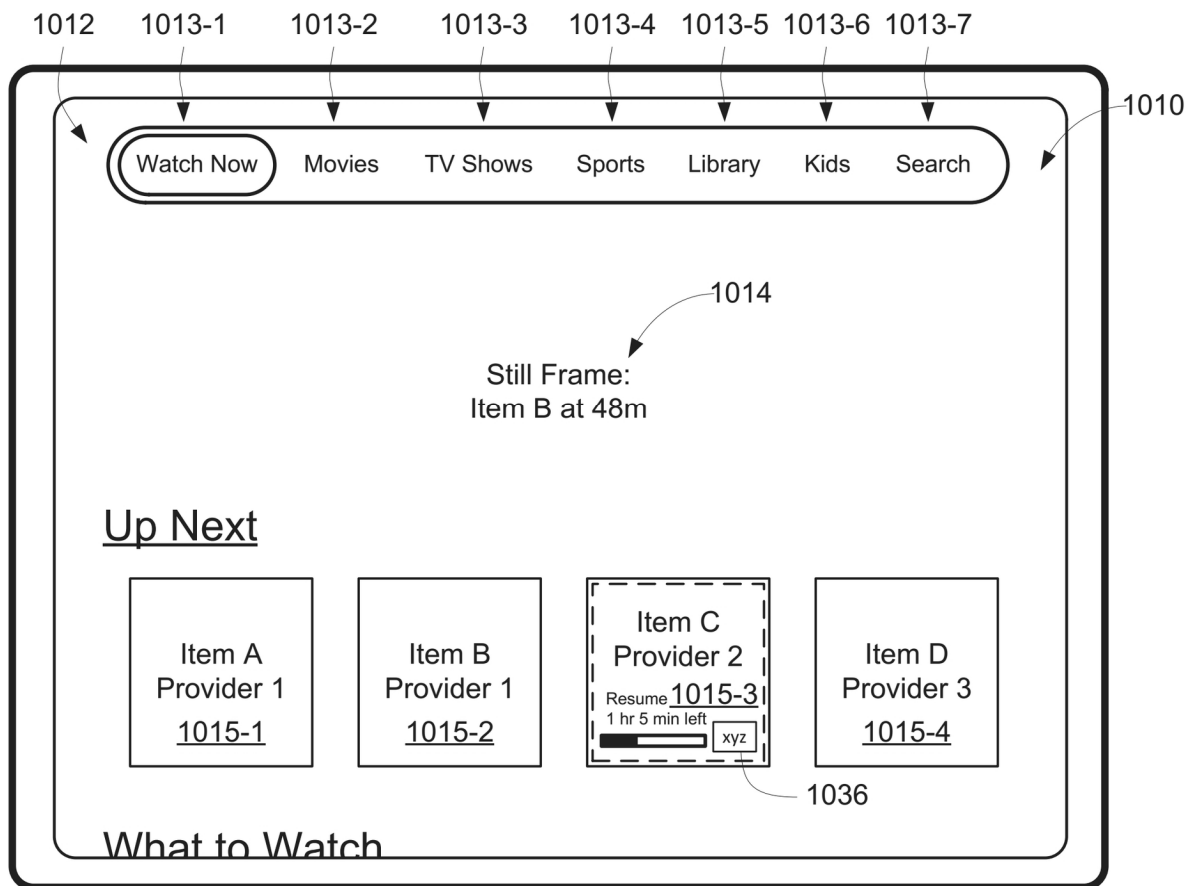 1012 1013-1 1013-2 1013-3 1013-4 1013-5 1013-6 1013-7
1010
Watch Now Movies TV Shows Sports Library Kids Search
1014
Still Frame:
Item B at 48m
Up Next
Item A
Provider 1
1015-1
Item B
Provider 1
1015-2
Item C
Provider 2
Resume 1015-3
1 hr 5 min left
xyz
Item D
Provider 3
1015-4
1036
What to Watch